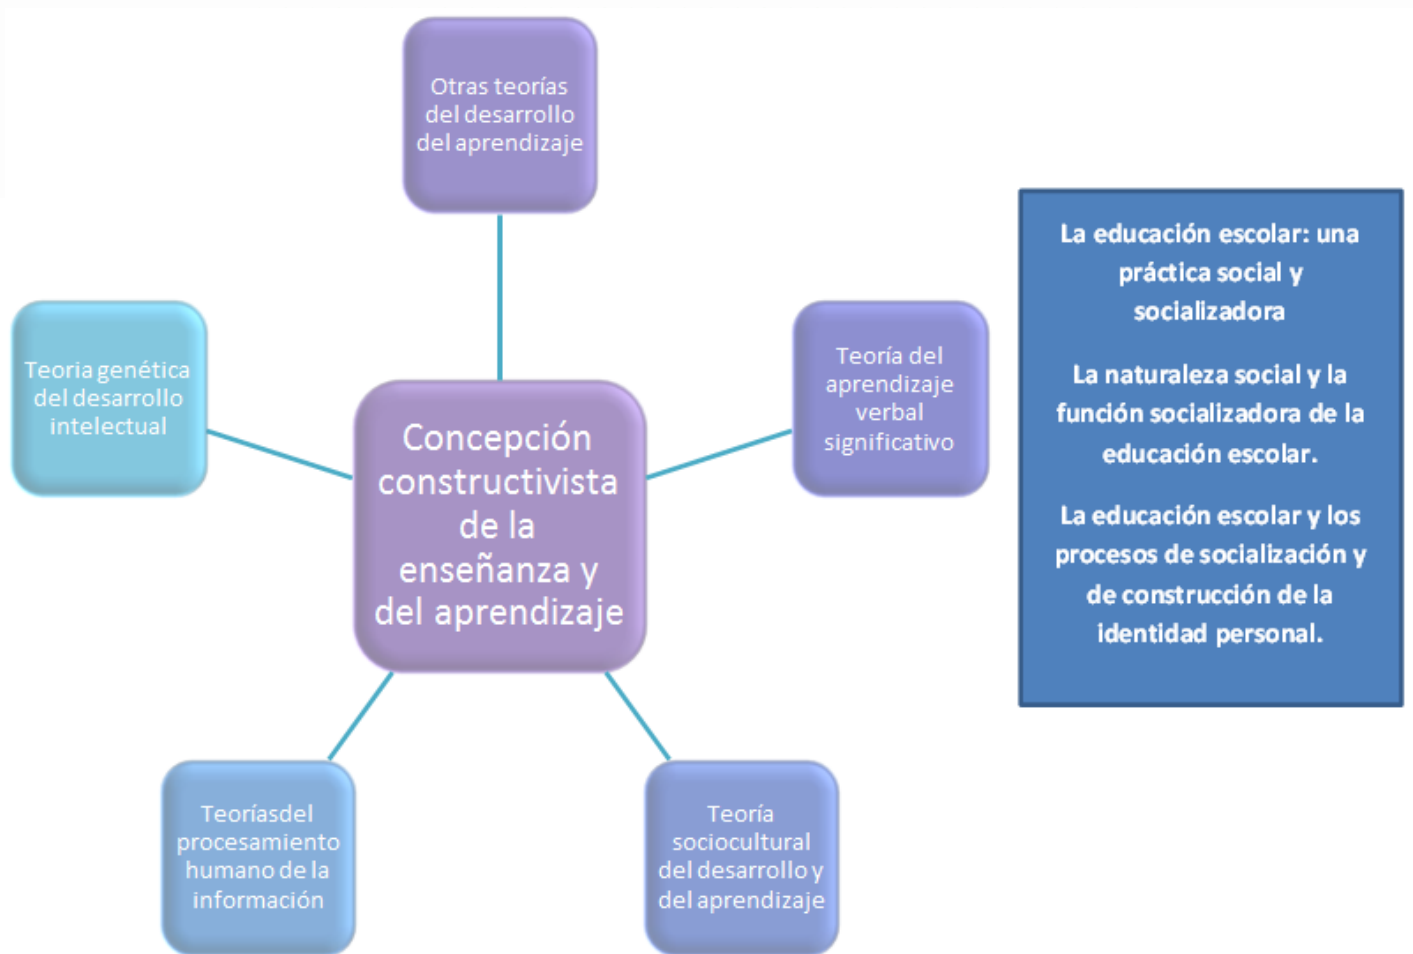 Otras teorías
del desarrollo
del aprendizaje
Teoria genética
del desarrollo
intelectual
Concepción
constructivista
de la
enseñanza y
del aprendizaje
Teoría del
aprendizaje
verbal
significativo
Teoríasdel
procesamiento
humano de la
información
Teoría
sociocultural
del desarrollo y
del aprendizaje
La educación escolar: una
práctica social y
socializadora
La naturaleza social y la
función socializadora de la
educación escolar.
La educación escolar y los
procesos de socialización y
de construcción de la
identidad personal.